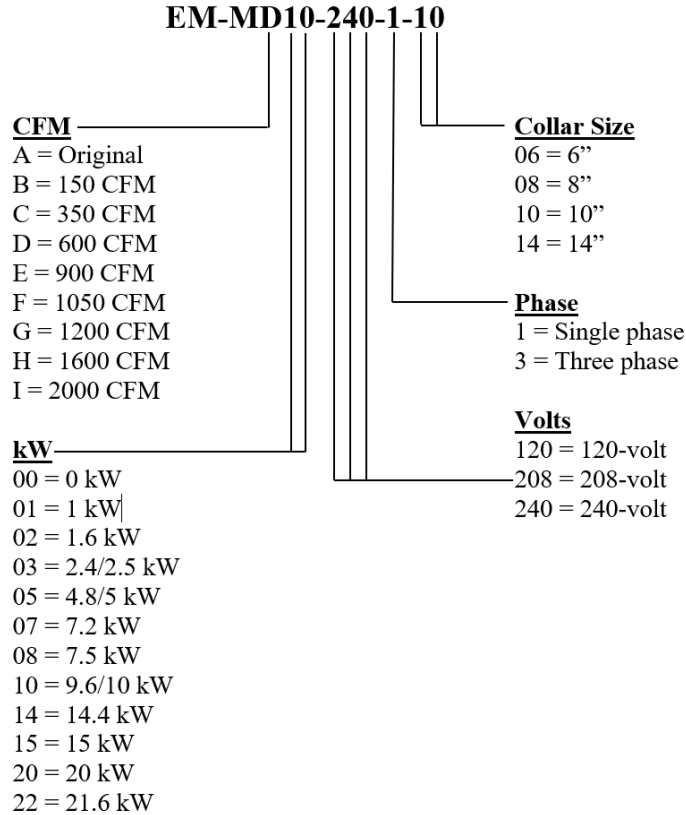 EM-MD10-240-1-10
CFM
A = Original
B = 150 CFM
C = 350 CFM
D = 600 CFM
E = 900 CFM
F = 1050 CFM
G = 1200 CFM
H = 1600 CFM
I = 2000 CFM
kW
00 = 0 kW
01 = 1 kW
02 = 1.6 kW
03 = 2.4/2.5 kW
05 = 4.8/5 kW
07 = 7.2 kW
08 = 7.5 kW
10 = 9.6/10 kW
14 = 14.4 kW
15 = 15 kW
20 = 20 kW
22 = 21.6 kW
Collar Size
06 = 6”
08 = 8”
10 = 10”
14 = 14”
Phase
1 = Single phase
3 = Three phase
Volts
120 = 120-volt
208 = 208-volt
240 = 240-volt